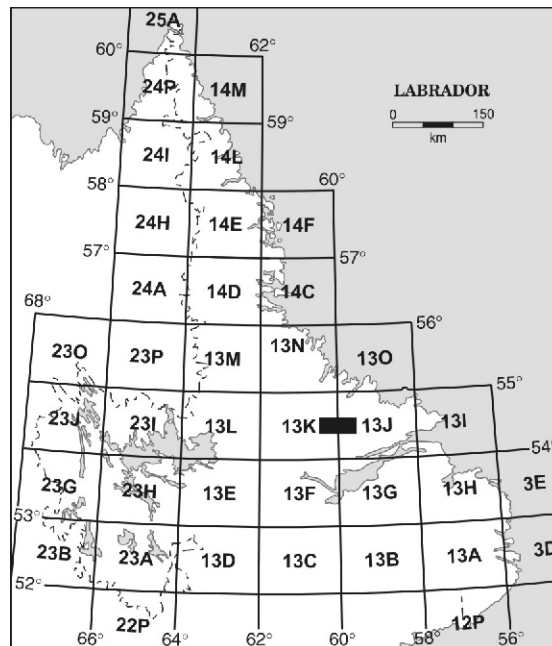 25A
60° 62°
24P 14M LABRADOR
59° 0 150
km
24I 14L
58° 60°
24H 14E 14F
57° 57°
24A 14D 14C
68° 56°
23O 23P 13M 13N 13O
55°
23J 23I 13L 13K 13J 13I
54°
23G 23H 13E 13F 13G 13H 3E
53°
23B 23A 13D 13C 13B 13A 3D
52°
22P 12P
66° 64° 62° 60° 58° 56°